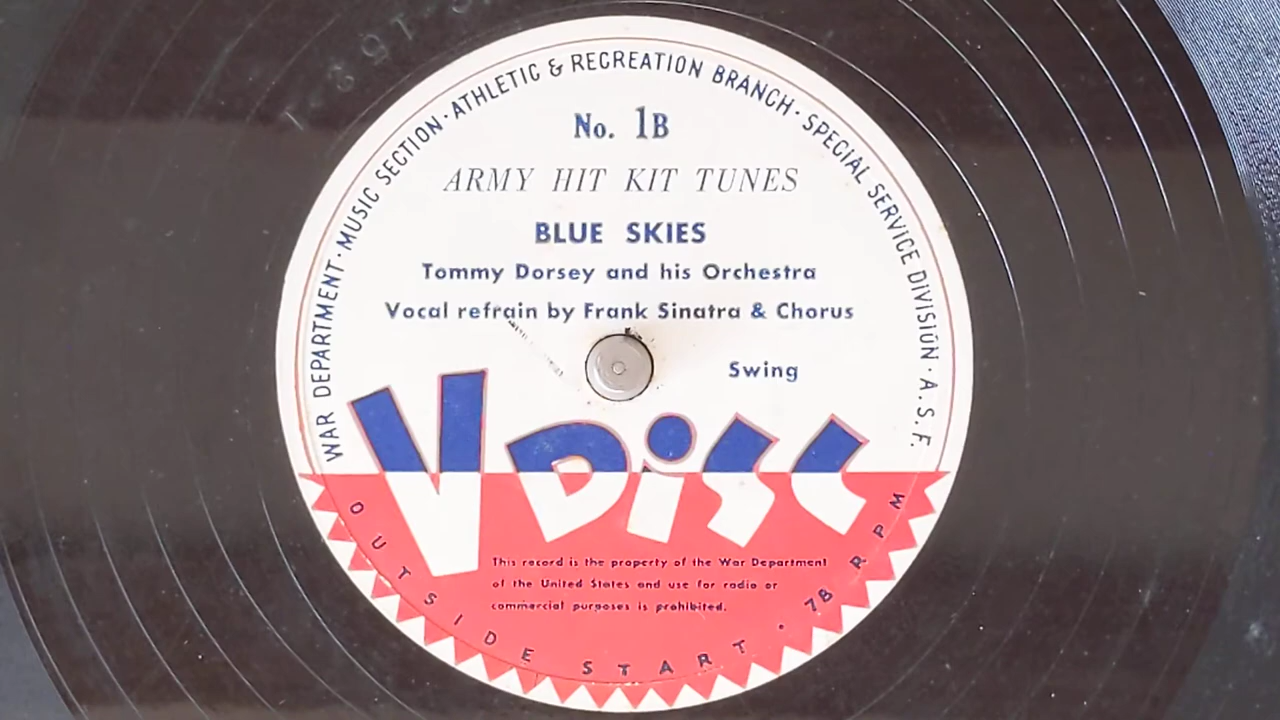 WAR DEPARTMENT · MUSIC SECTION · ATHLETIC & RECREATION BRANCH · SPECIAL SERVICE DIVISION · A. S. F.
No. 1B
ARMY HIT KIT TUNES
BLUE SKIES
Tommy Dorsey and his Orchestra
Vocal refrain by Frank Sinatra & Chorus
Swing
V DiSC
This record is the property of the War Department
of the United States and use for radio or
commercial purposes is prohibited.
OUTSIDE START · 78 RPM